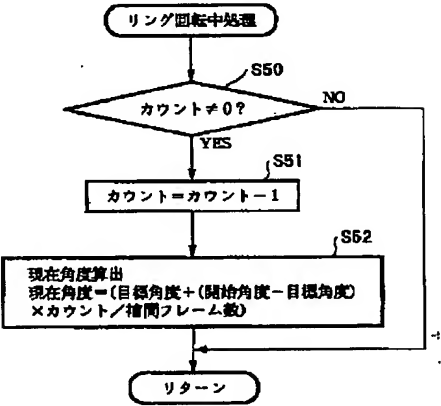 リング回転中処理
S50
カウント≠0?
NO
YES
S51
カウント=カウント-1
S52
現在角度算出
現在角度=(目標角度+(開始角度-目標角度)
×カウント/補間フレーム数)
リターン